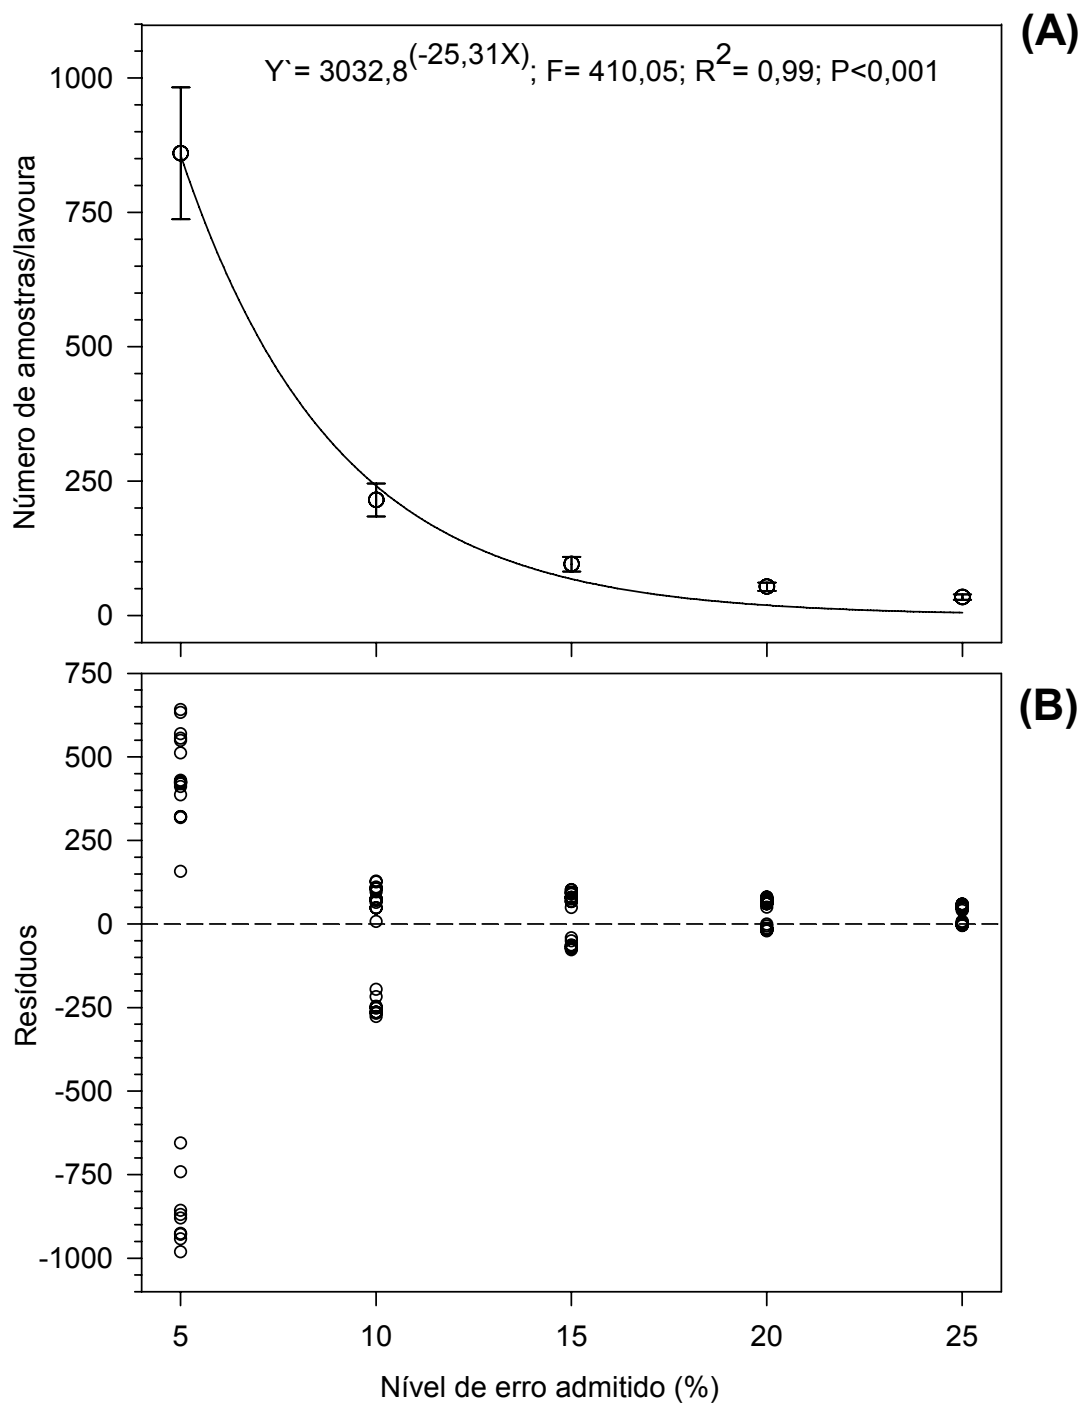 (A)
Y`= 3032,8(-25,31X); F= 410,05; R2= 0,99; P<0,001
1000
750
500
250
0
Número de amostras/lavoura
(B)
750
500
250
0
-250
-500
-750
-1000
Resíduos
5 10 15 20 25
Nível de erro admitido (%)